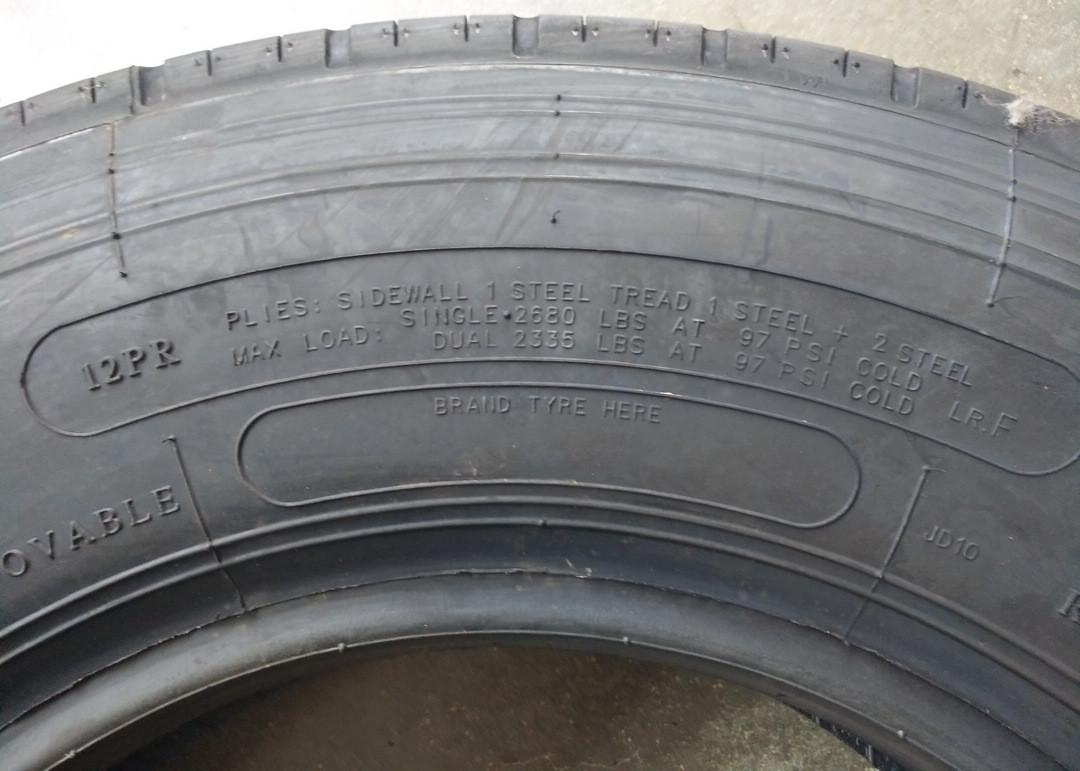 PLIES: SIDEWALL 1 STEEL TREAD 1 STEEL + 2 STEEL
12PR
MAX LOAD: SINGLE 2680 LBS AT 97 PSI COLD
DUAL 2335 LBS AT 97 PSI COLD LR.F
BRAND TYRE HERE
OVABLE
JD10